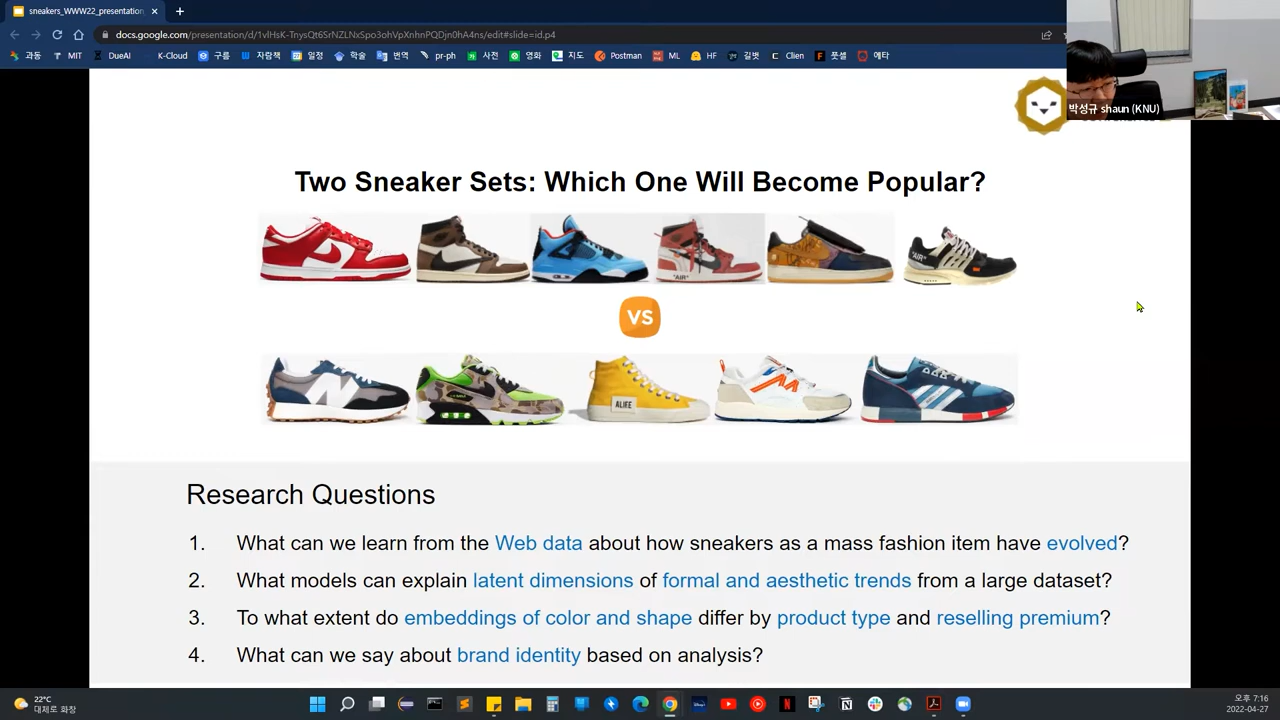 sneakers_WWW22_presentation
docs.google.com/presentation/d/1vlHsK-TnysQt6SrNZLNxSpo3ohVpXnhnPQDjn0hA4ns/edit#slide=id.p4
과동 MIT DueAI K-Cloud 구름 자람책 일정 학술 번역 pr-ph 사전 영화 지도 Postman ML HF 길벗 Clien 풋셀 에타
박성규 shaun (KNU)
Two Sneaker Sets: Which One Will Become Popular?
"AIR"
"AIR"
VS
ALIFE
Research Questions
1. What can we learn from the Web data about how sneakers as a mass fashion item have evolved?
2. What models can explain latent dimensions of formal and aesthetic trends from a large dataset?
3. To what extent do embeddings of color and shape differ by product type and reselling premium?
4. What can we say about brand identity based on analysis?
22°C
대체로 화창
오후 7:16
2022-04-27